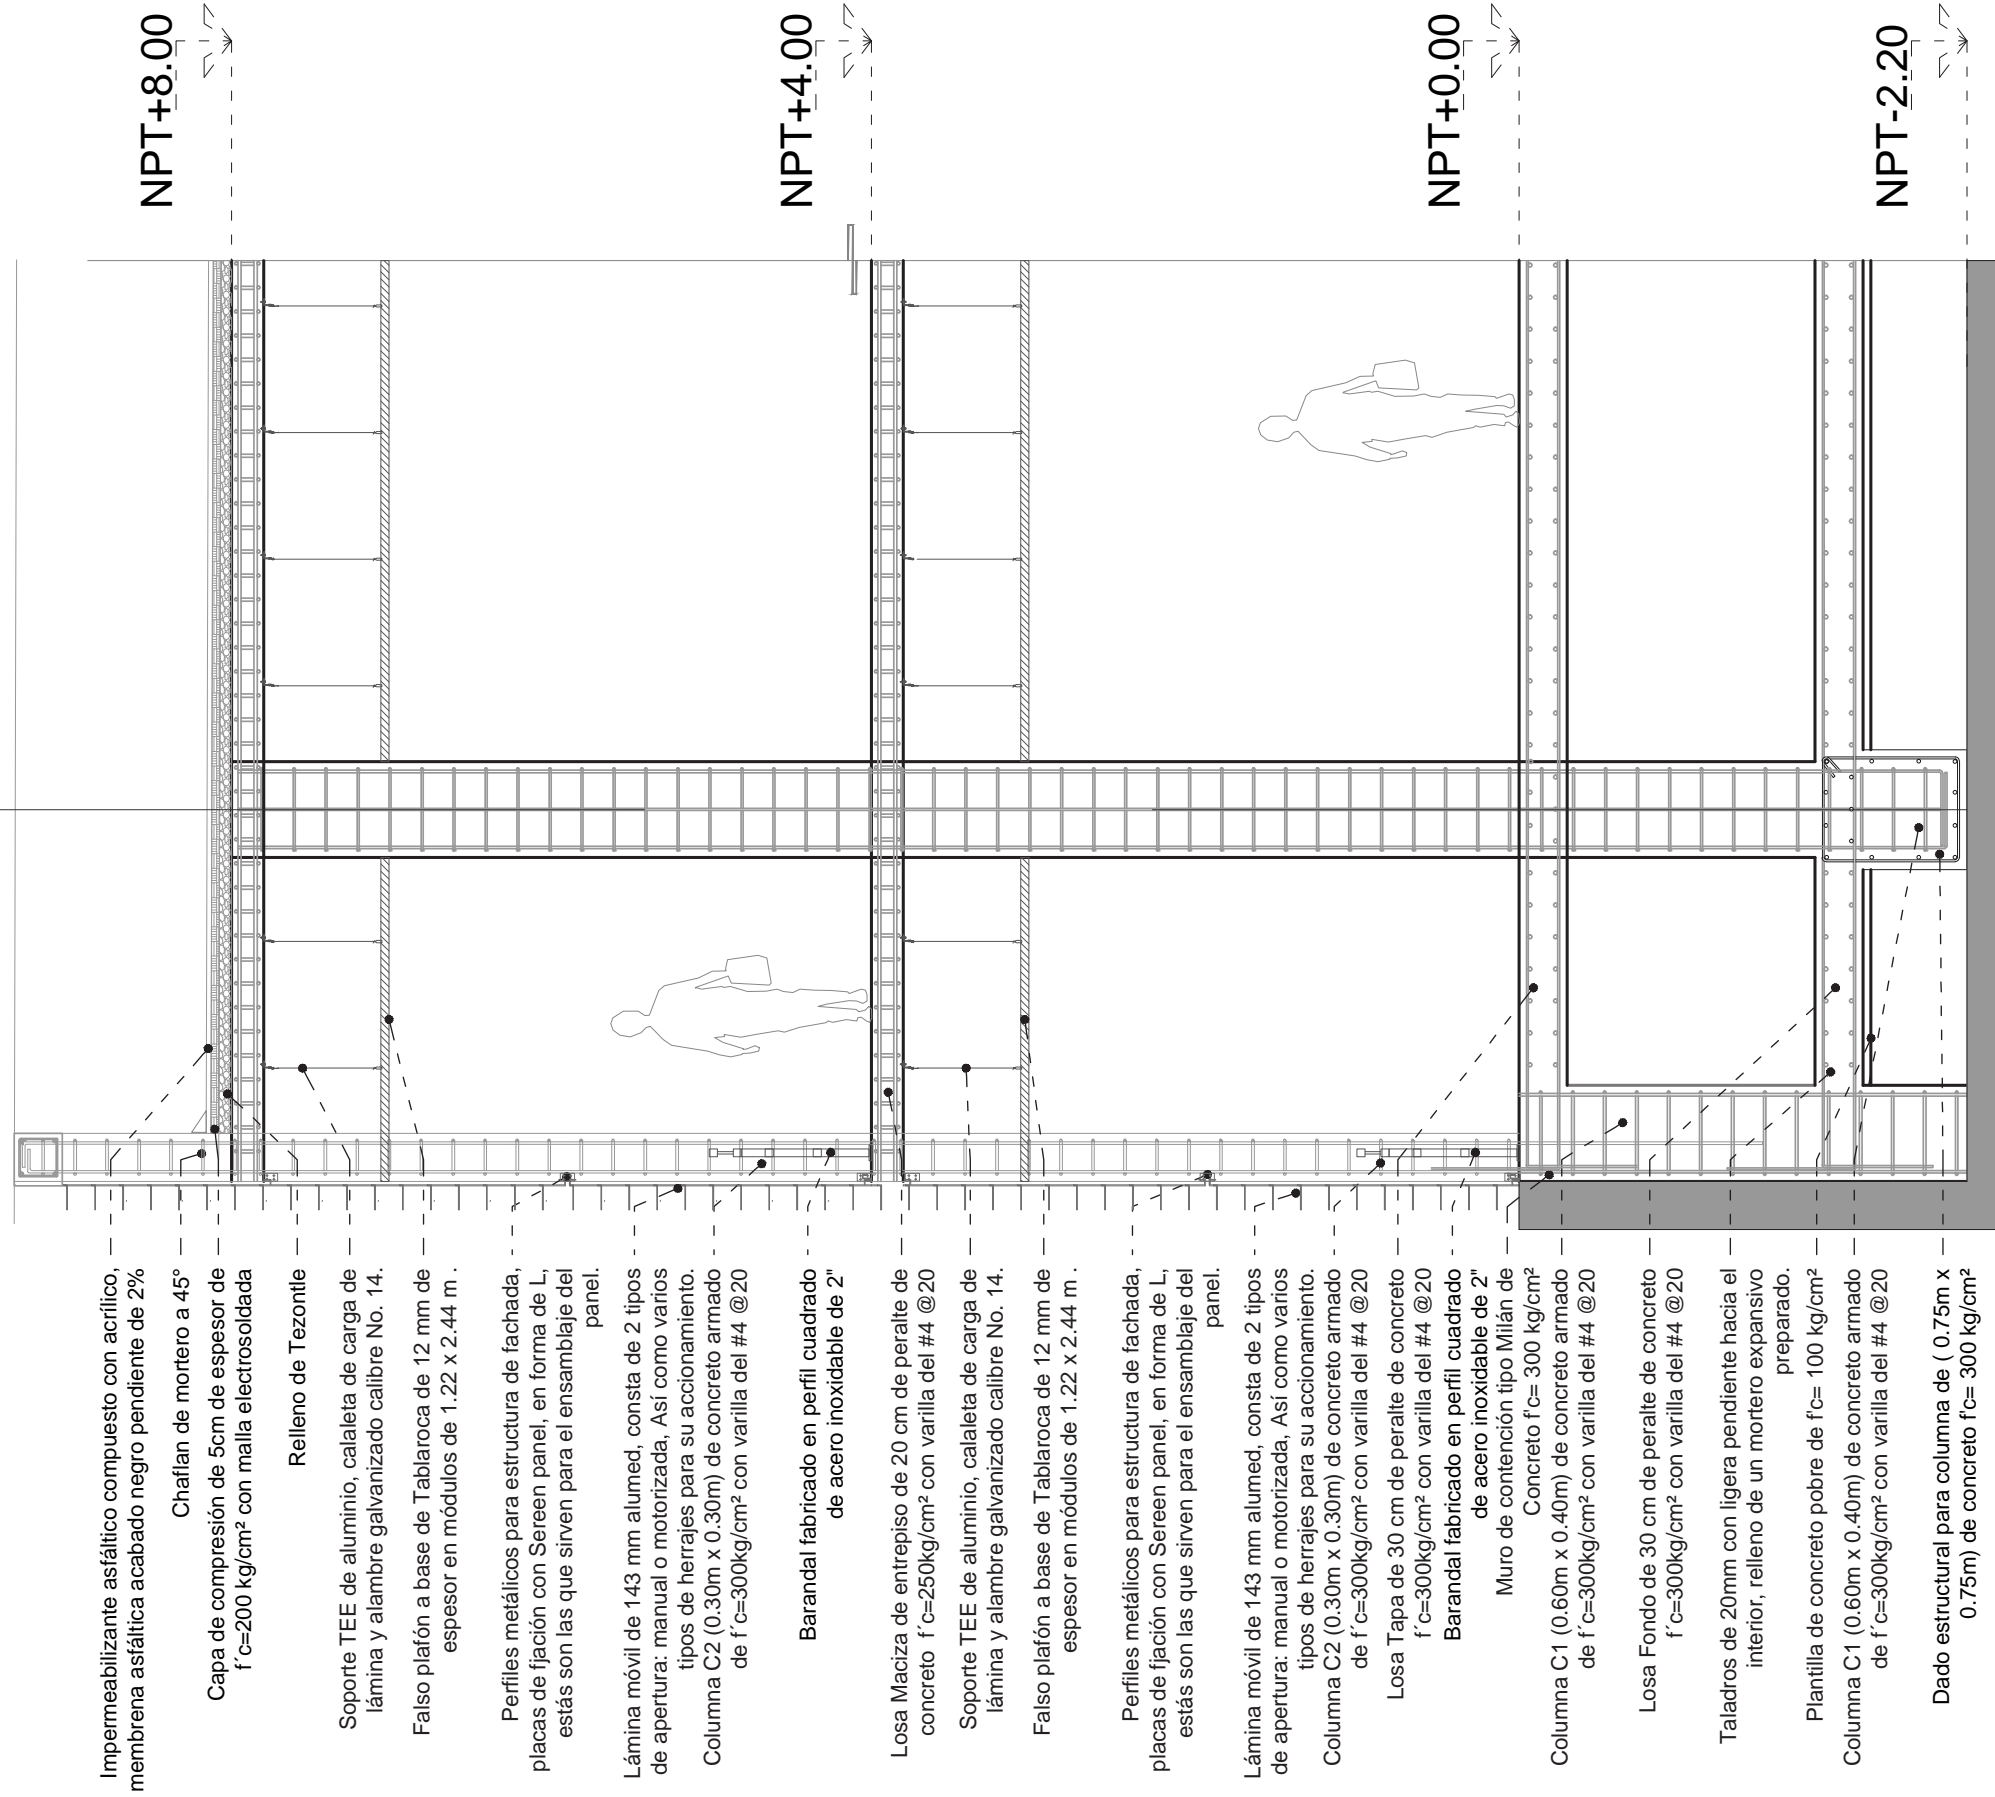 NPT+8.00
NPT+4.00
NPT+0.00
NPT-2.20
Impermeabilizante asfáltico compuesto con acrílico,
membrena asfáltica acabado negro pendiente de 2%
Chaflan de mortero a 45°
Capa de compresión de 5cm de espesor de
f´c=200 kg/cm² con malla electrosoldada
Relleno de Tezontle
Soporte TEE de aluminio, caleta de carga de
lámina y alambre galvanizado calibre No. 14.
Falso plafón a base de Tablaroca de 12 mm de
espesor en módulos de 1.22 x 2.44 m .
Perfiles metálicos para estructura de fachada,
placas de fjación con Sereen panel, en forma de L,
estás son las que sirven para el ensamblaje del
panel.
Lámina móvil de 143 mm alumed, consta de 2 tipos
de apertura: manual o motorizada, Así como varios
tipos de herrajes para su accionamiento.
Columna C2 (0.30m x 0.30m) de concreto armado
de f´c=300kg/cm² con varilla del #4 @20
Barandal fabricado en perfil cuadrado
de acero inoxidable de 2"
Losa Maciza de entrepiso de 20 cm de peralte de
concreto f´c=250kg/cm² con varilla del #4 @20
Soporte TEE de aluminio, caleta de carga de
lámina y alambre galvanizado calibre No. 14.
Falso plafón a base de Tablaroca de 12 mm de
espesor en módulos de 1.22 x 2.44 m .
Perfiles metálicos para estructura de fachada,
placas de fjación con Sereen panel, en forma de L,
estás son las que sirven para el ensamblaje del
panel.
Lámina móvil de 143 mm alumed, consta de 2 tipos
de apertura: manual o motorizada, Así como varios
tipos de herrajes para su accionamiento.
Columna C2 (0.30m x 0.30m) de concreto armado
de f´c=300kg/cm² con varilla del #4 @20
Losa Tapa de 30 cm de peralte de concreto
f´c=300kg/cm² con varilla del #4 @20
Barandal fabricado en perfil cuadrado
de acero inoxidable de 2"
Muro de contención tipo Milán de
Concreto f'c= 300 kg/cm²
Columna C1 (0.60m x 0.40m) de concreto armado
de f´c=300kg/cm² con varilla del #4 @20
Losa Fondo de 30 cm de peralte de concreto
f´c=300kg/cm² con varilla del #4 @20
Taladros de 20mm con ligera pendiente hacia el
interior, relleno de un mortero expansivo
preparado.
Plantilla de concreto pobre de f'c= 100 kg/cm²
Columna C1 (0.60m x 0.40m) de concreto armado
de f´c=300kg/cm² con varilla del #4 @20
Dado estructural para columna de ( 0.75m x
0.75m) de concreto f'c= 300 kg/cm²